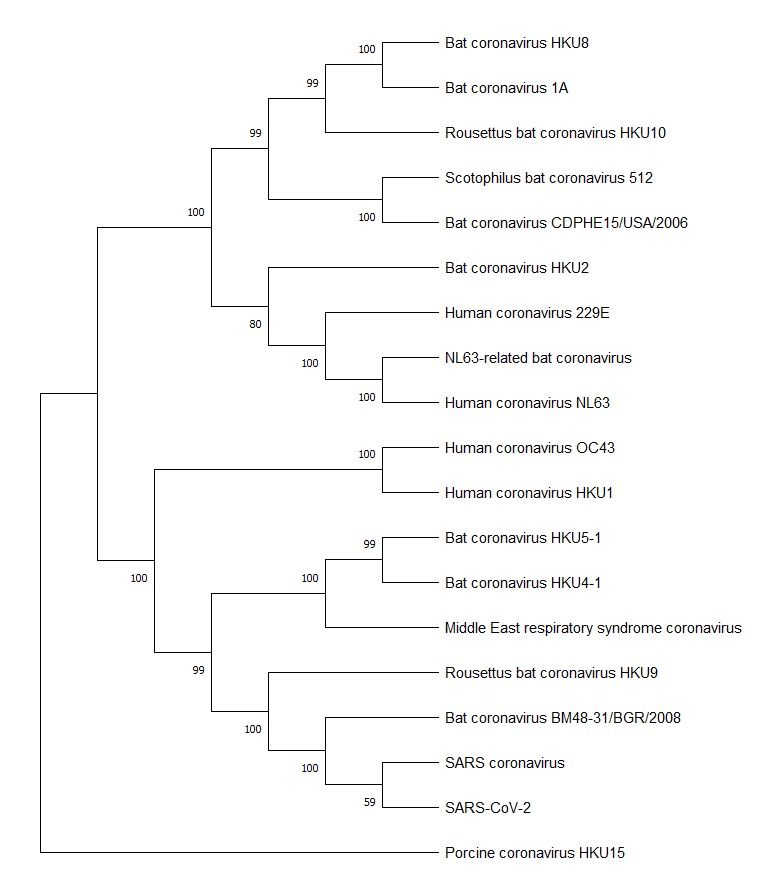 Bat coronavirus HKU8
100
Bat coronavirus 1A
99
Rousettus bat coronavirus HKU10
99
Scotophilus bat coronavirus 512
100
Bat coronavirus CDPHE15/USA/2006
100
Bat coronavirus HKU2
80
Human coronavirus 229E
100
NL63-related bat coronavirus
100
Human coronavirus NL63
Human coronavirus OC43
100
Human coronavirus HKU1
Bat coronavirus HKU5-1
99
100
Bat coronavirus HKU4-1
100
Middle East respiratory syndrome coronavirus
99
Rousettus bat coronavirus HKU9
100
Bat coronavirus BM48-31/BGR/2008
100
SARS coronavirus
59
SARS-CoV-2
Porcine coronavirus HKU15